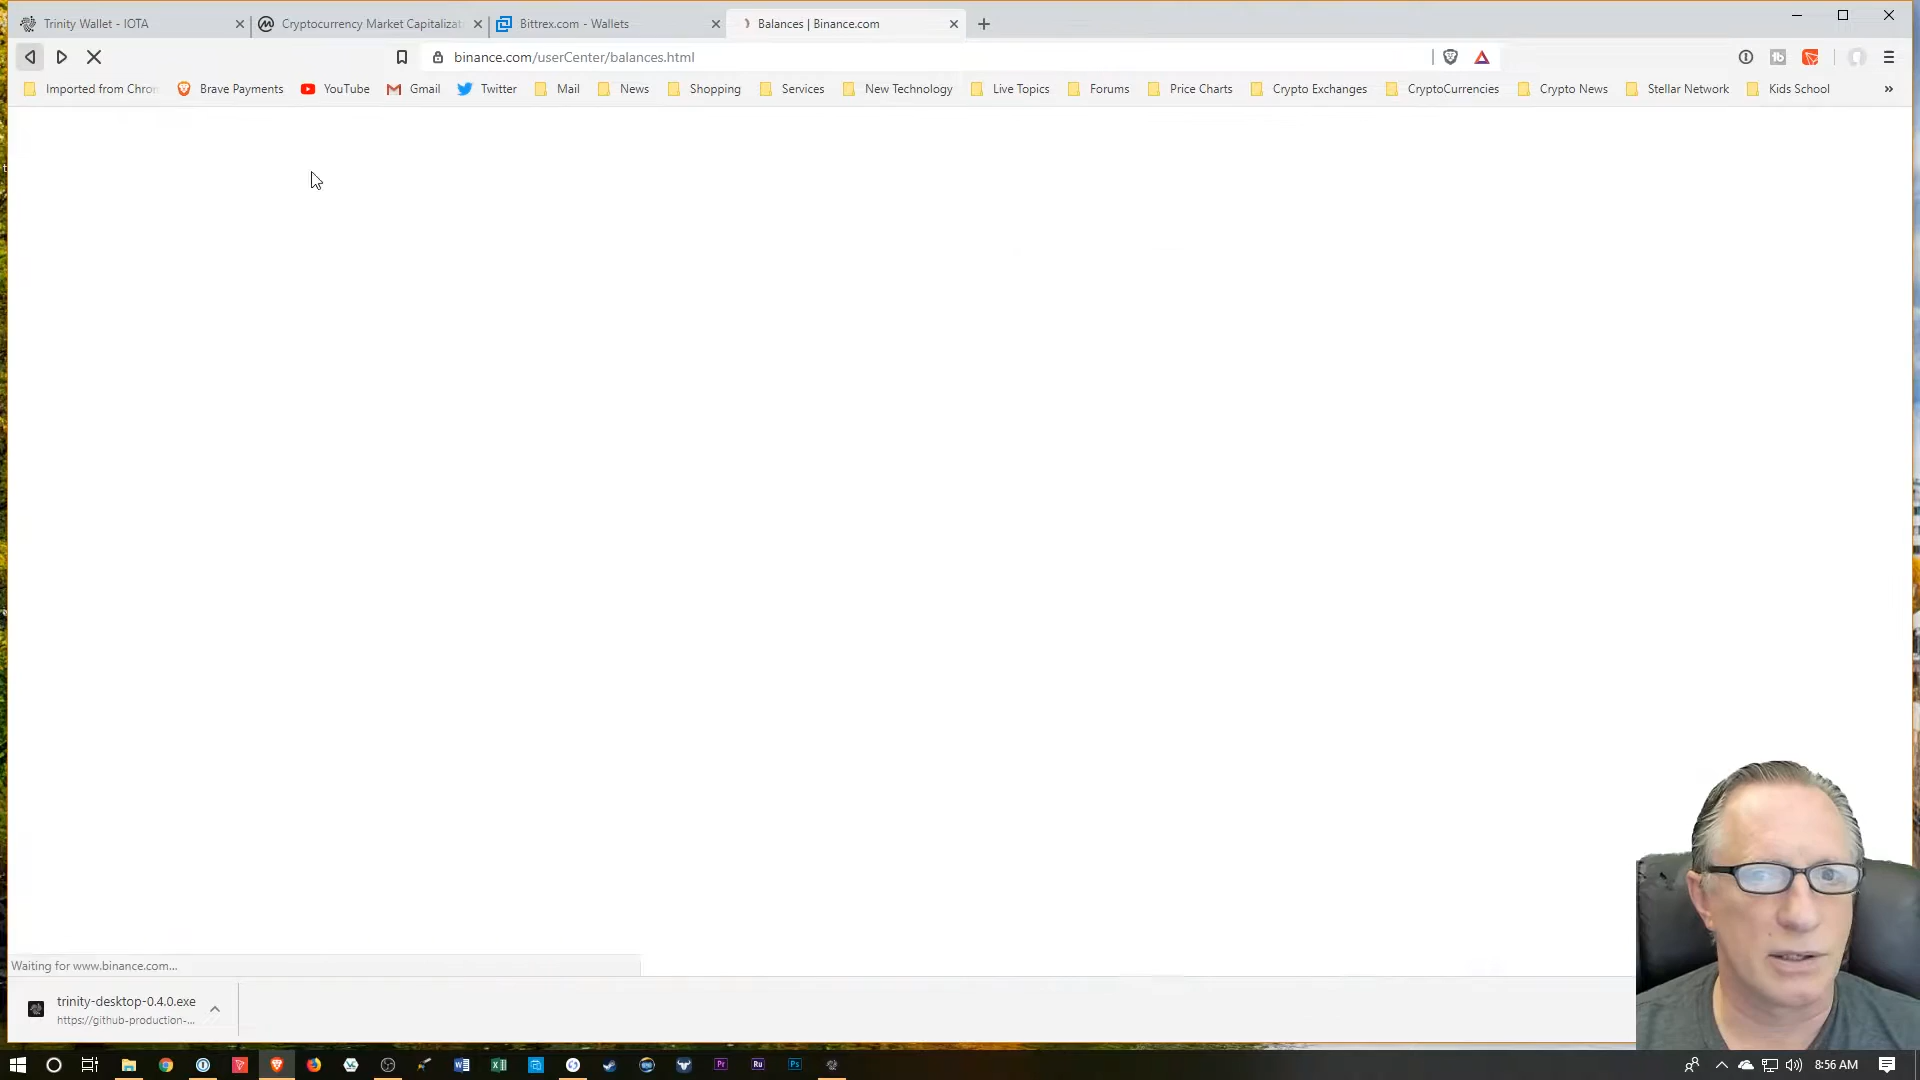 Trinity Wallet - IOTA
Cryptocurrency Market Capitalizat
Bittrex.com - Wallets
Balances | Binance.com
binance.com/userCenter/balances.html
Imported from Chron
Brave Payments
YouTube
Gmail
Twitter
Mail
News
Shopping
Services
New Technology
Live Topics
Forums
Price Charts
Crypto Exchanges
CryptoCurrencies
Crypto News
Stellar Network
Kids School
»
Waiting for www.binance.com...
trinity-desktop-0.4.0.exe
https://github-production-...
Pr
Ru
Ps
8:56 AM